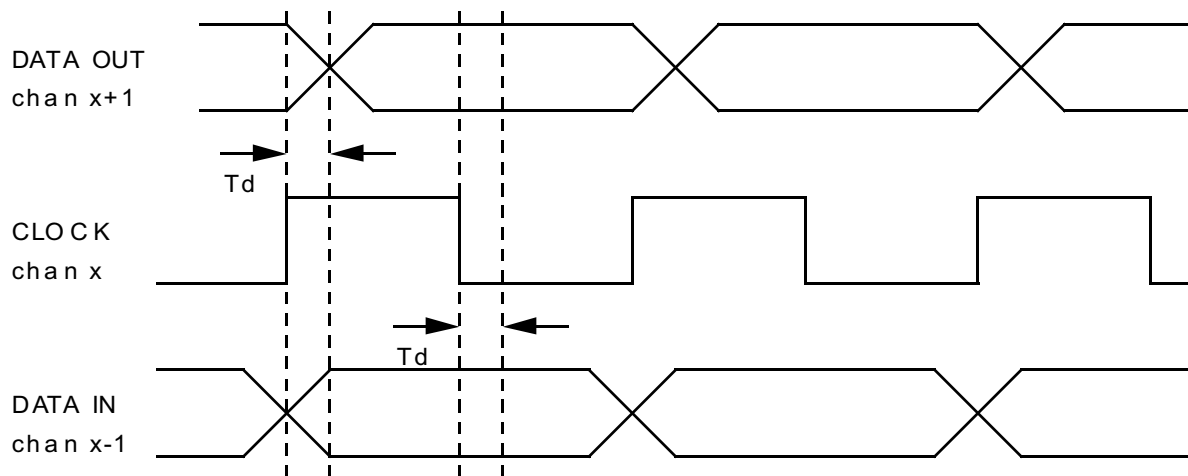 DATA OUT
chan x+1
Td
CLOCK
chan x
Td
DATA IN
chan x-1